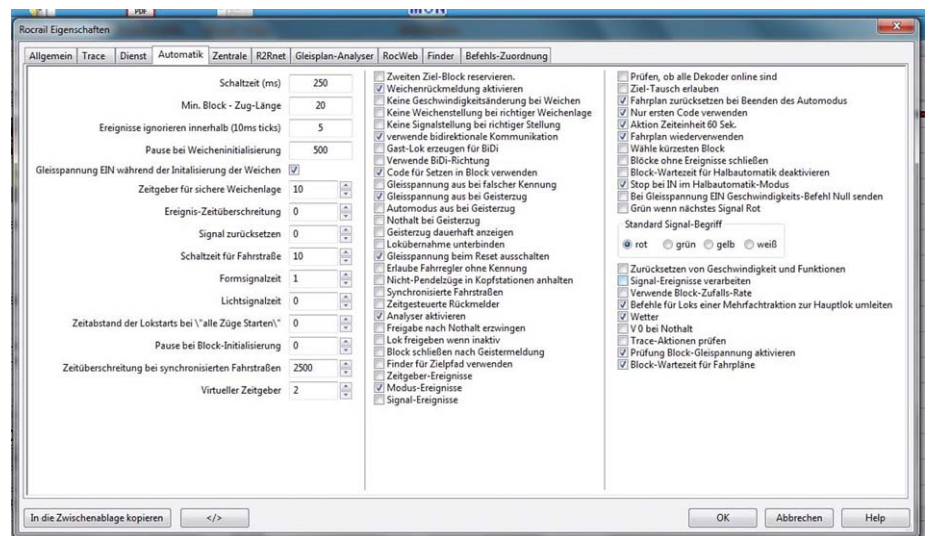 PDF
MUN
Rocrail Eigenschaften
Allgemein Trace Dienst Automatik Zentrale R2Rnet Gleisplan-Analyser RocWeb Finder Befehls-Zuordnung
Schaltzeit (ms) 250
Min. Block - Zug-Länge 20
Ereignisse ignorieren innerhalb (10ms ticks) 5
Pause bei Weicheninitialisierung 500
Gleisspannung EIN während der Initalisierung der Weichen
Zeitgeber für sichere Weichenlage 10
Ereignis-Zeitüberschreitung 0
Signal zurücksetzen 0
Schaltzeit für Fahrstraße 10
Formsignalzeit 1
Lichtsignalzeit 0
Zeitabstand der Lokstarts bei \"alle Züge Starten\" 0
Pause bei Block-Initialisierung 0
Zeitüberschreitung bei synchronisierten Fahrstraßen 2500
Virtueller Zeitgeber 2
Zweiten Ziel-Block reservieren.
Weichenrückmeldung aktivieren
Keine Geschwindigkeitsänderung bei Weichen
Keine Weichenstellung bei richtiger Weichenlage
Keine Signalstellung bei richtiger Stellung
verwende bidirektionale Kommunikation
Gast-Lok erzeugen für BiDi
Verwende BiDi-Richtung
Code für Setzen in Block verwenden
Gleisspannung aus bei falscher Kennung
Gleisspannung aus bei Geisterzug
Automodus aus bei Geisterzug
Nothalt bei Geisterzug
Geisterzug dauerhaft anzeigen
Lokübernahme unterbinden
Gleisspannung beim Reset ausschalten
Erlaube Fahrregler ohne Kennung
Nicht-Pendelzüge in Kopfstationen anhalten
Synchronisierte Fahrstraßen
Zeitgesteuerte Rückmelder
Analyser aktivieren
Freigabe nach Nothalt erzwingen
Lok freigeben wenn inaktiv
Block schließen nach Geistermeldung
Finder für Zielpfad verwenden
Zeitgeber-Ereignisse
Modus-Ereignisse
Signal-Ereignisse
Prüfen, ob alle Dekoder online sind
Ziel-Tausch erlauben
Fahrplan zurücksetzen bei Beenden des Automodus
Nur ersten Code verwenden
Aktion Zeiteinheit 60 Sek.
Fahrplan wiederverwenden
Wähle kürzesten Block
Blöcke ohne Ereignisse schließen
Block-Wartezeit für Halbautomatik deaktivieren
Stop bei IN im Halbautomatik-Modus
Bei Gleisspannung EIN Geschwindigkeits-Befehl Null senden
Grün wenn nächstes Signal Rot
Standard Signal-Begriff
rot grün gelb weiß
Zurücksetzen von Geschwindigkeit und Funktionen
Signal-Ereignisse verarbeiten
Verwende Block-Zufalls-Rate
Befehle für Loks einer Mehrfachtraktion zur Hauptlok umleiten
Wetter
V 0 bei Nothalt
Trace-Aktionen prüfen
Prüfung Block-Gleispannung aktivieren
Block-Wartezeit für Fahrpläne
In die Zwischenablage kopieren </> OK Abbrechen Help